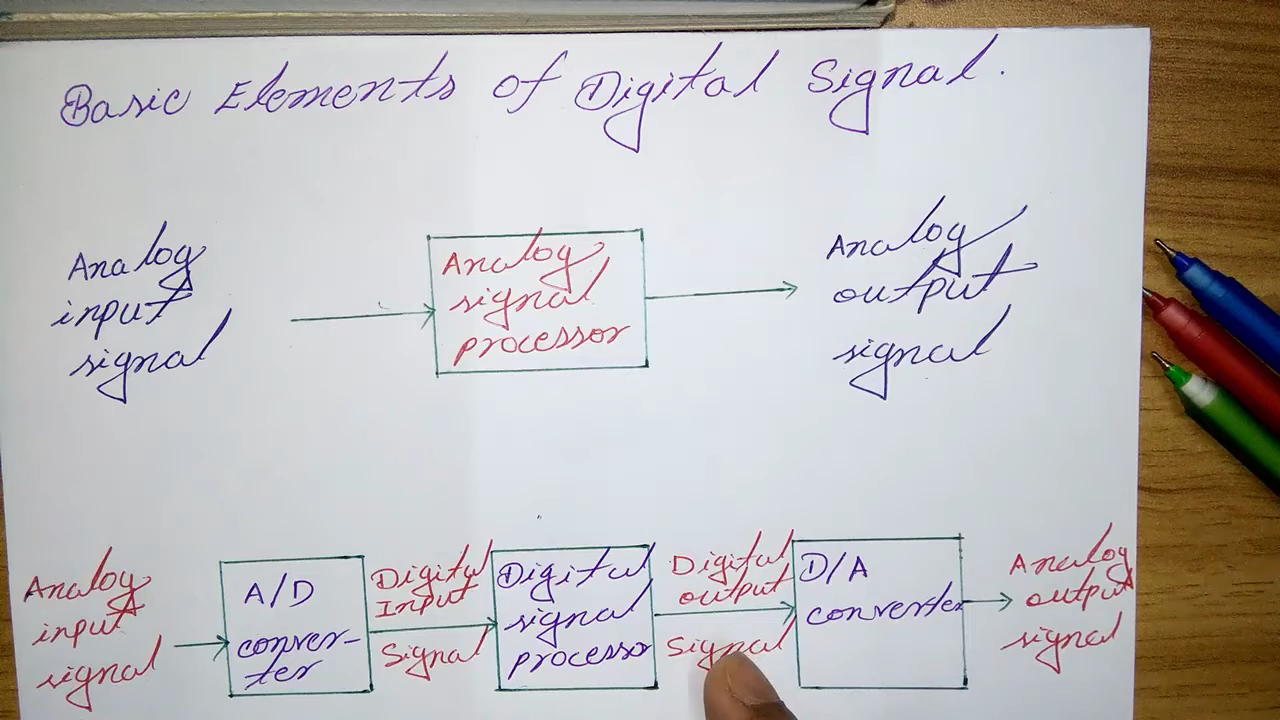 Basic Elements of Digital Signal.
Analog
input
signal
Analog
signal
processor
Analog
output
signal
Analog
input
signal
A/D
conver-
ter
Digital
Input
Signal
Digital
signal
processor
Digital
output
Signal
D/A
converter
Analog
output
signal